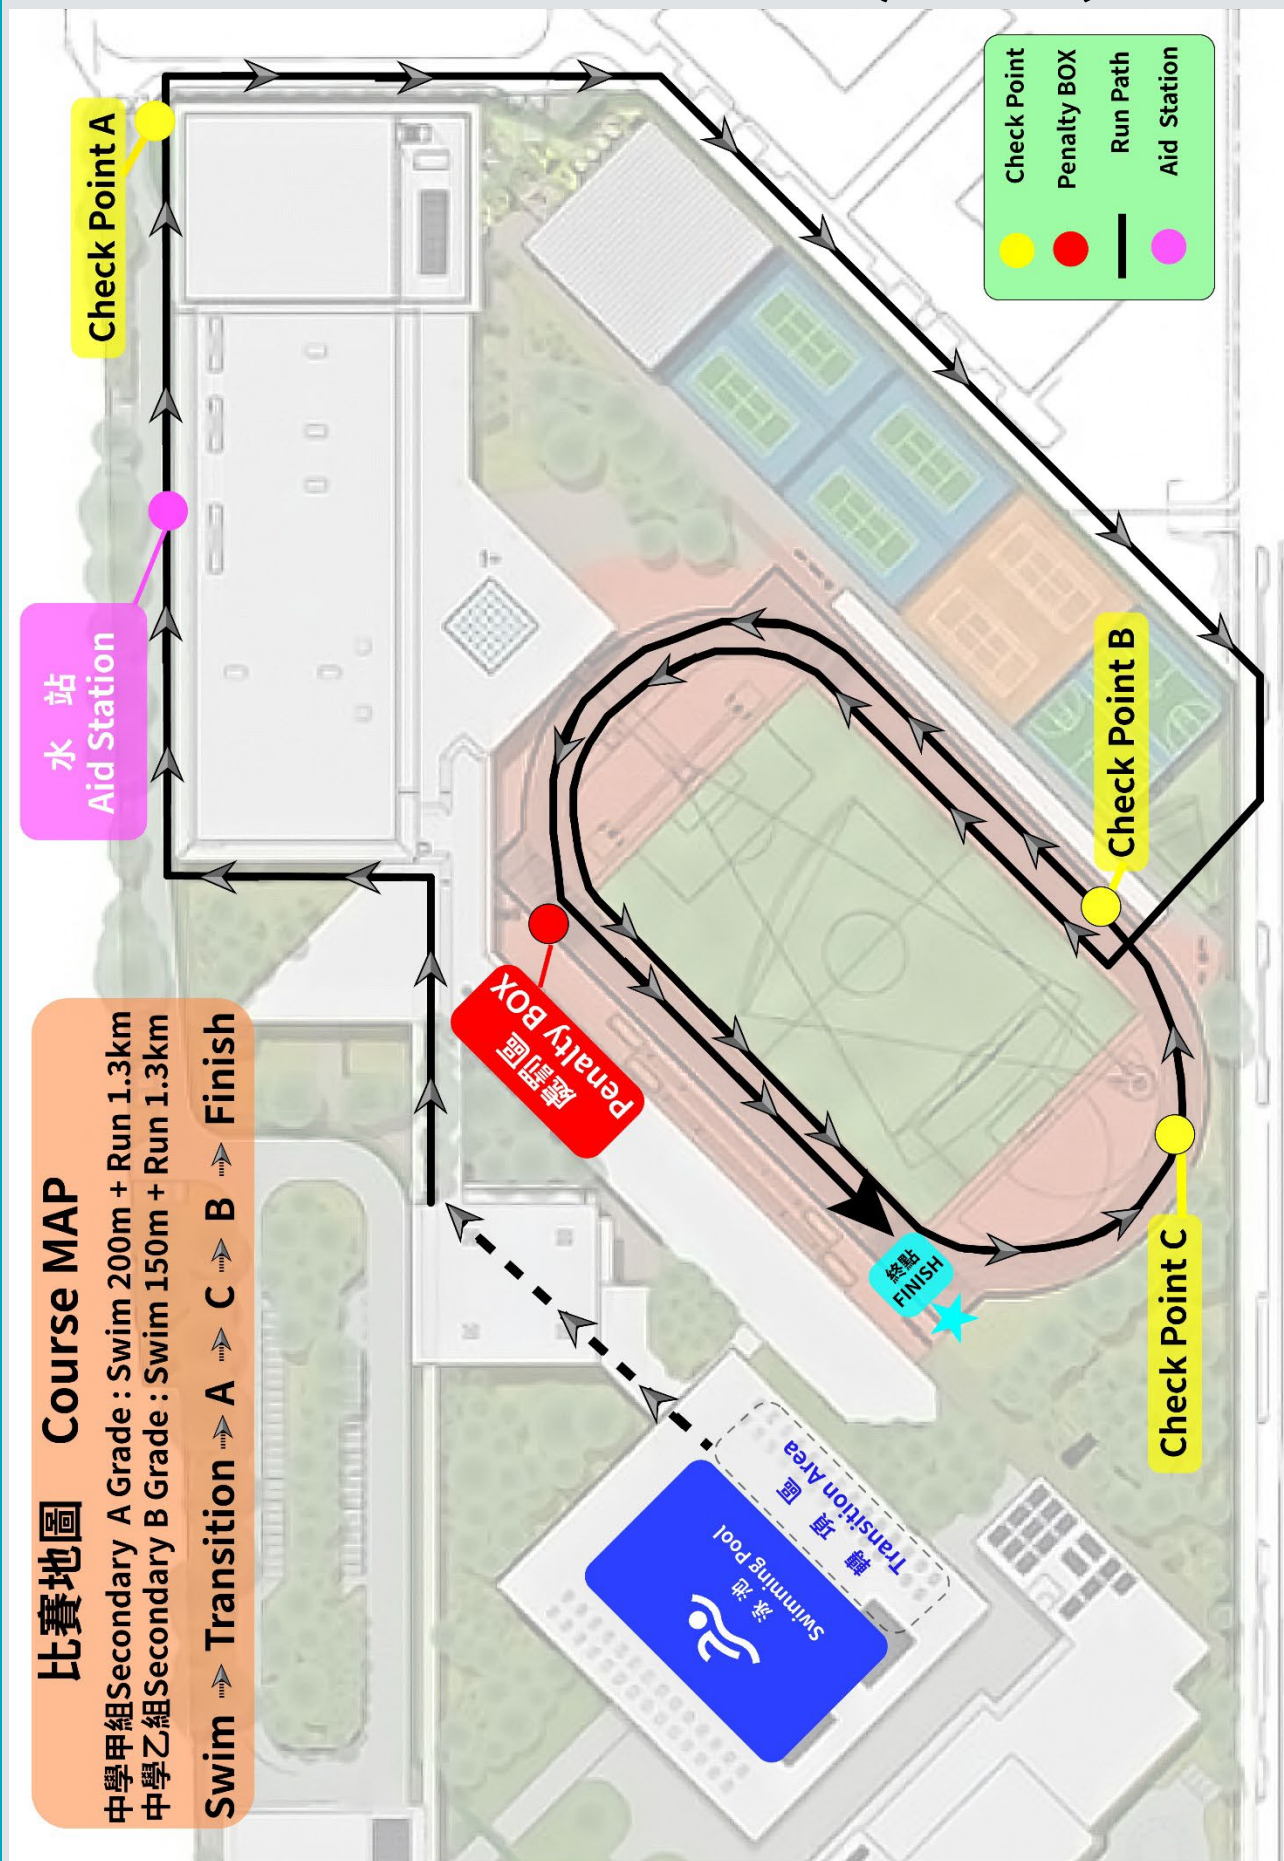 比賽地圖 Course MAP
中學甲組Secondary A Grade : Swim 200m + Run 1.3km
中學乙組Secondary B Grade : Swim 150m + Run 1.3km
Swim Transition A C B Finish
水 站
Aid Station
Check Point A
處罰區
Penalty BOX
泳 池
Swimming Pool
轉 項 區
Transition Area
終點
FINISH
Check Point B
Check Point C
Check Point
Penalty BOX
Run Path
Aid Station